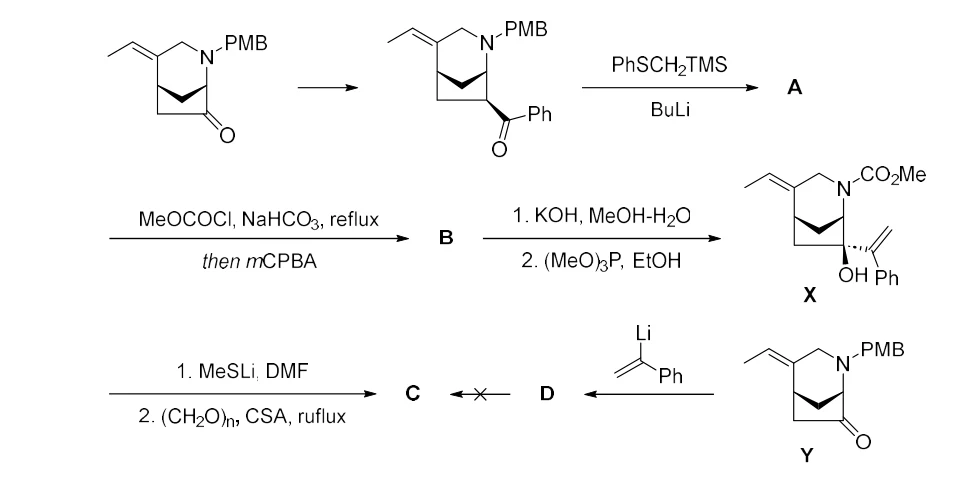 N PMB
O
N PMB
Ph
O
PhSCH2TMS
BuLi
A
MeOCOCl, NaHCO3, reflux
then mCPBA
B
1. KOH, MeOH-H2O
2. (MeO)3P, EtOH
N CO2Me
OH
Ph
X
1. MeSLi, DMF
2. (CH2O)n, CSA, ruflux
C
D
Li
Ph
N PMB
O
Y